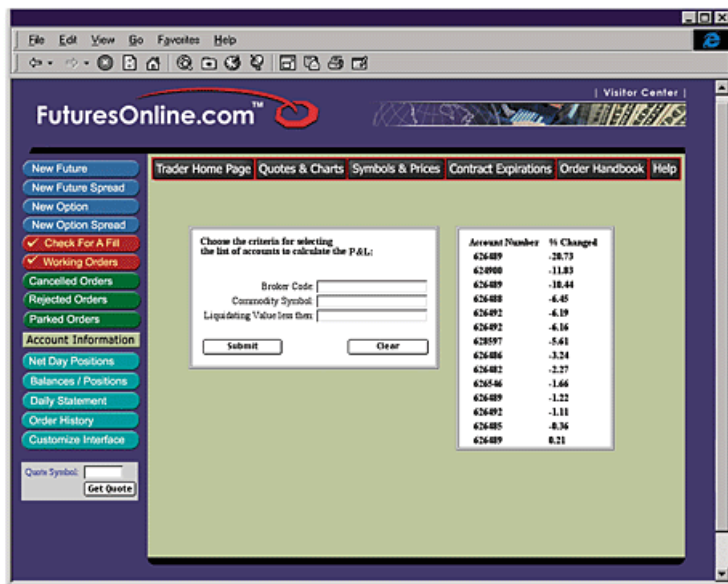 File Edit View Go Favorites Help
| Visitor Center |
FuturesOnline.com™
Trader Home Page Quotes & Charts Symbols & Prices Contract Expirations Order Handbook Help
New Future
New Future Spread
New Option
New Option Spread
Check For A Fill
Working Orders
Cancelled Orders
Rejected Orders
Parked Orders
Account Information
Net Day Positions
Balances / Positions
Daily Statement
Order History
Customize Interface
Quote Symbol:
Get Quote
Choose the criteria for selecting
the list of accounts to calculate the P&L:
Broker Code:
Commodity Symbol:
Liquidating Value less then:
Submit Clear
Account Number % Changed
626489 -20.73
624900 -11.83
626489 -10.44
626488 -6.45
626492 -6.19
626492 -6.16
628597 -5.61
626486 -3.24
626482 -2.27
626546 -1.66
626489 -1.22
626492 -1.11
626485 -0.36
626489 0.21